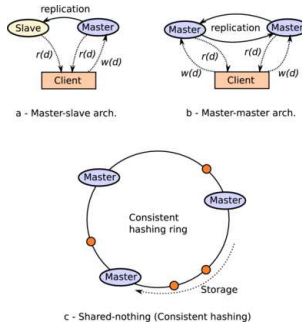 replication
Slave
Master
r(d)
r(d)
w(d)
Client
a - Master-slave arch.
Master
replication
Master
r(d)
r(d)
w(d)
w(d)
Client
b - Master-master arch.
Master
Master
Consistent
hashing ring
Master
Storage
c - Shared-nothing (Consistent hashing)